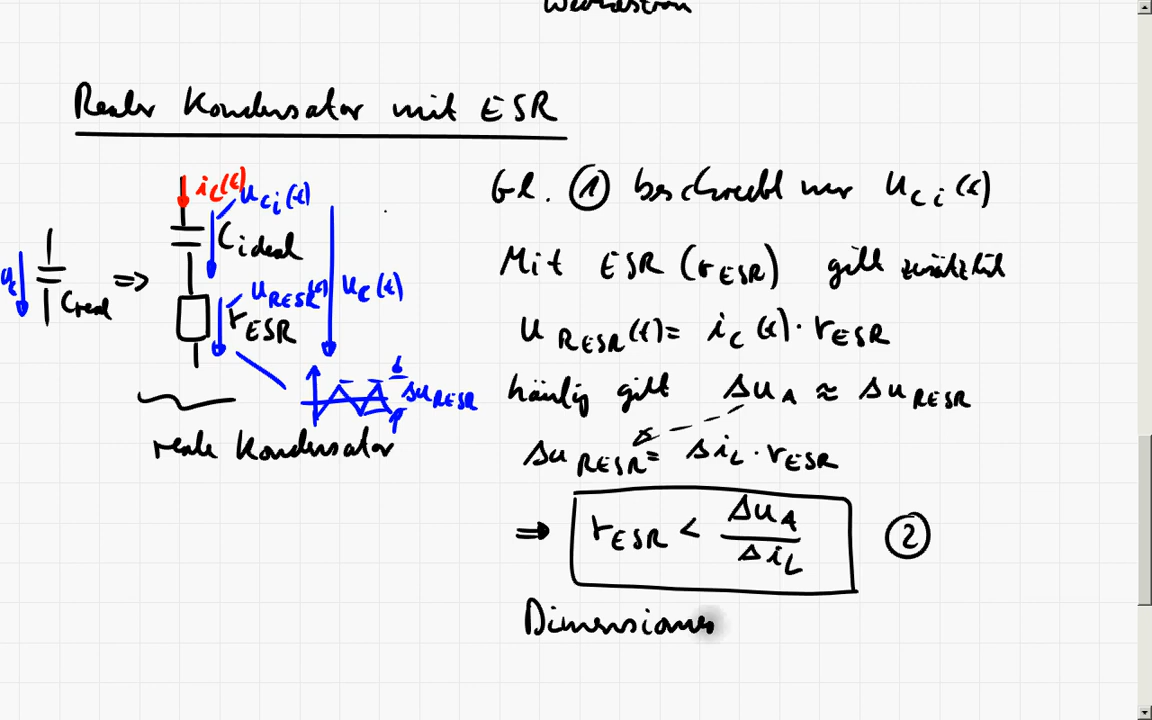 Realer Kondensator mit ESR
i_C(t)
u_Ci(t)
C_ideal
u_C
C_real
⇒
u_RESR(t)
u_C(t)
r_ESR
Δu_RESR
reale Kondensator
Gl. ① beschreibt nur u_Ci(t)
Mit ESR (r_ESR) gilt zusätzlich
u_RESR(t) = i_C(t) · r_ESR
häufig gilt Δu_A ≈ Δu_RESR
Δu_RESR = Δi_L · r_ESR
⇒ r_ESR < Δu_A / Δi_L ②